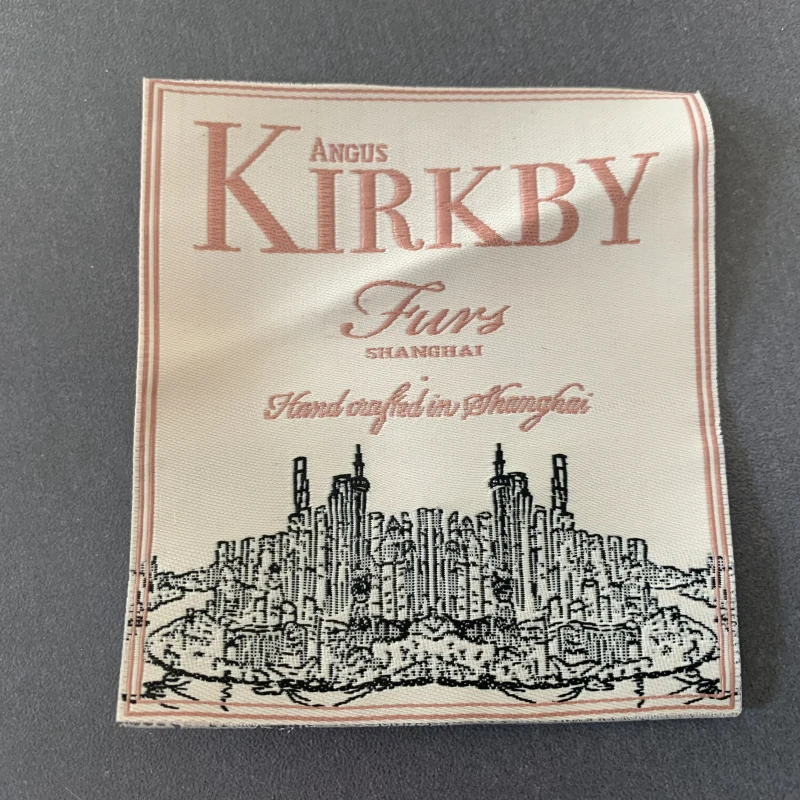 ANGUS
KIRKBY
Furs
SHANGHAI
Hand crafted in Shanghai